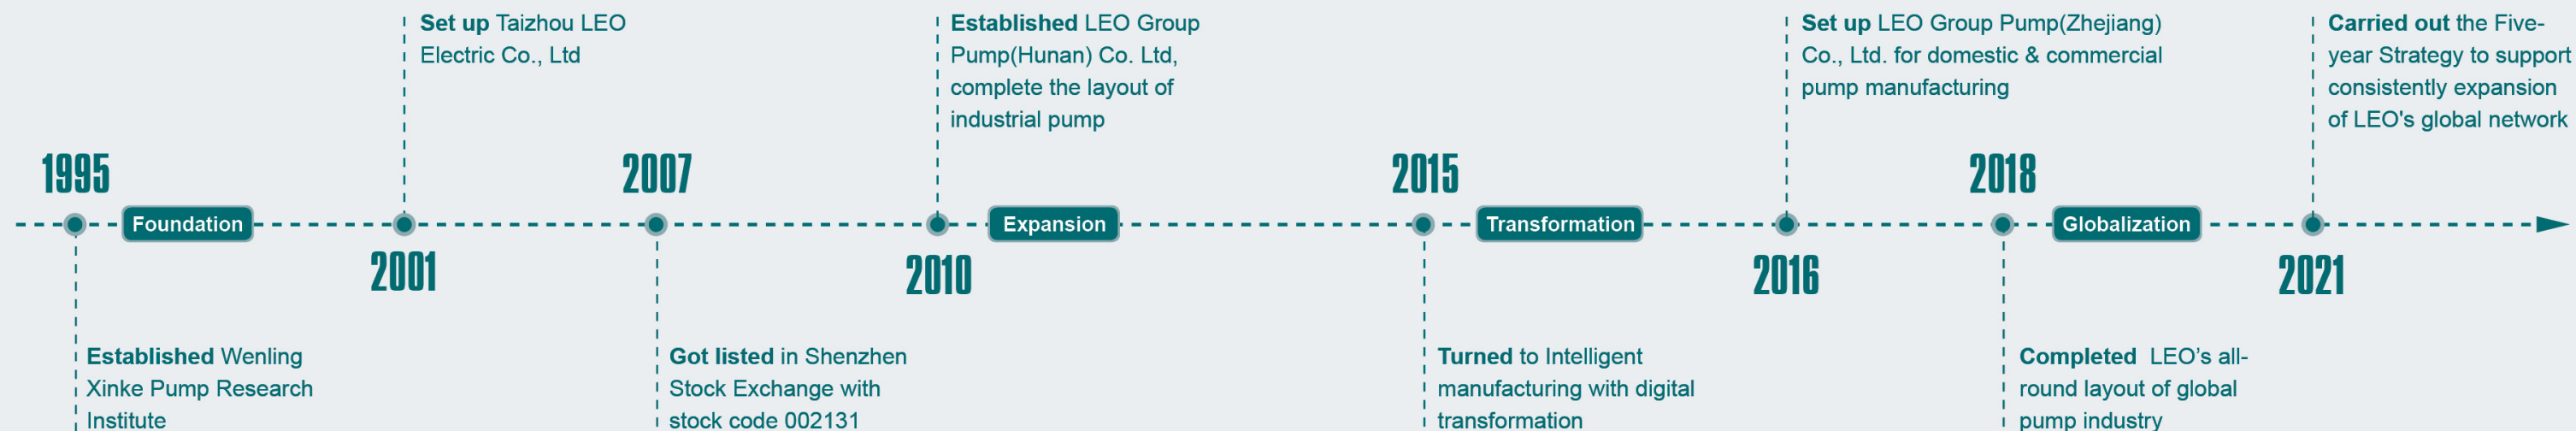 1995
Established Wenling
Xinke Pump Research
Institute
Foundation
Set up Taizhou LEO
Electric Co., Ltd
2001
2007
Got listed in Shenzhen
Stock Exchange with
stock code 002131
Established LEO Group
Pump(Hunan) Co. Ltd,
complete the layout of
industrial pump
2010
Expansion
2015
Turned to Intelligent
manufacturing with digital
transformation
Transformation
Set up LEO Group Pump(Zhejiang)
Co., Ltd. for domestic & commercial
pump manufacturing
2016
2018
Completed LEO’s all-
round layout of global
pump industry
Globalization
Carried out the Five-
year Strategy to support
consistently expansion
of LEO's global network
2021